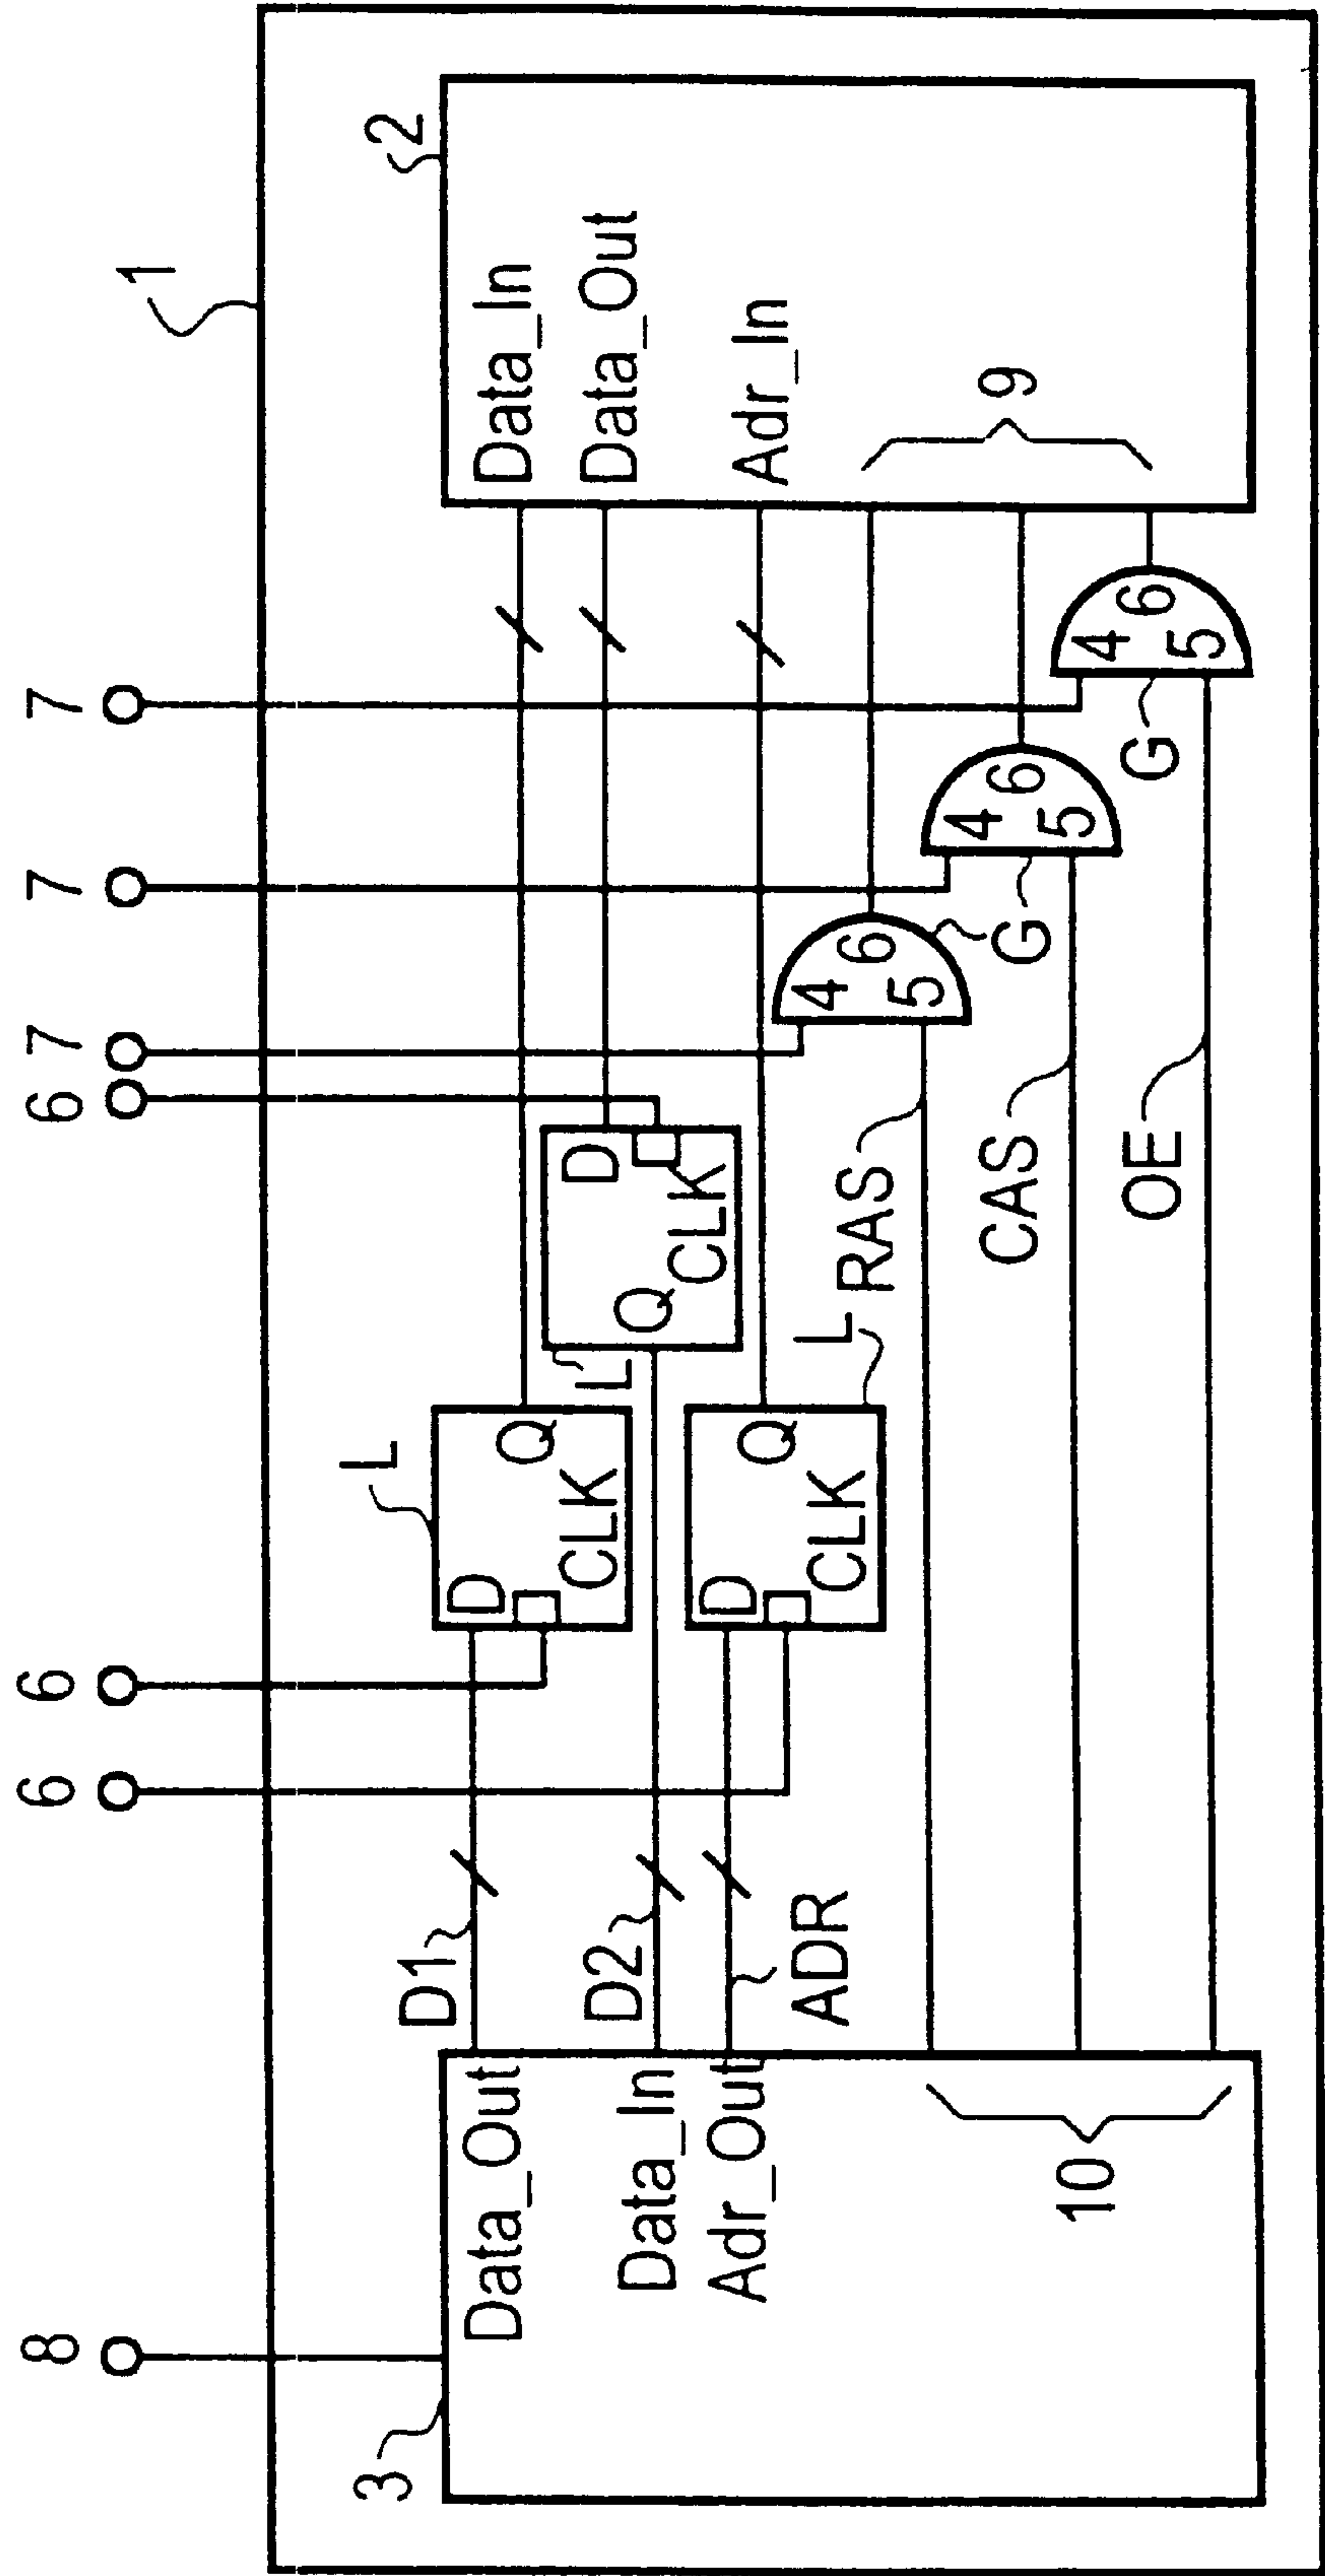 8
6
6
6
7
7
7
1
3
Data_Out
Data_In
Adr_Out
10
D1
D2
ADR
L
D
Q
CLK
L
Q
D
CLK
L
D
Q
CLK
RAS
CAS
OE
4
5
6
G
4
5
6
G
4
5
6
2
Data_In
Data_Out
Adr_In
9